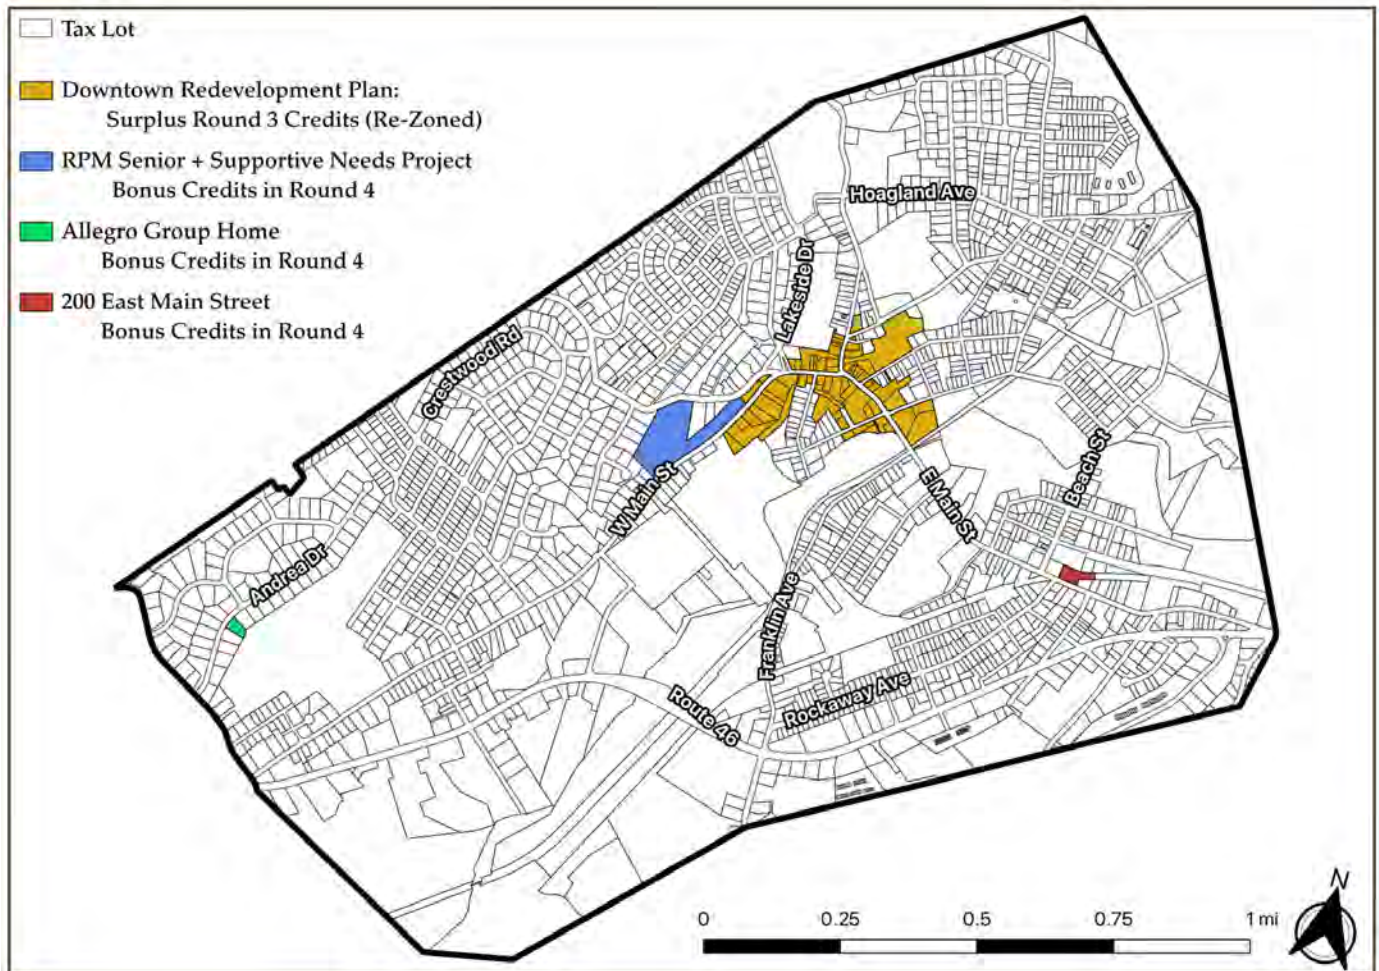 Tax Lot
Downtown Redevelopment Plan:
Surplus Round 3 Credits (Re-Zoned)
RPM Senior + Supportive Needs Project
Bonus Credits in Round 4
Allegro Group Home
Bonus Credits in Round 4
200 East Main Street
Bonus Credits in Round 4
Hoagland Ave
Lakeside Dr
Crestwood Rd
Beach St
W Main St
E Main St
Andrea Dr
Franklin Ave
Rockaway Ave
Route 46
0 0.25 0.5 0.75 1 mi
N